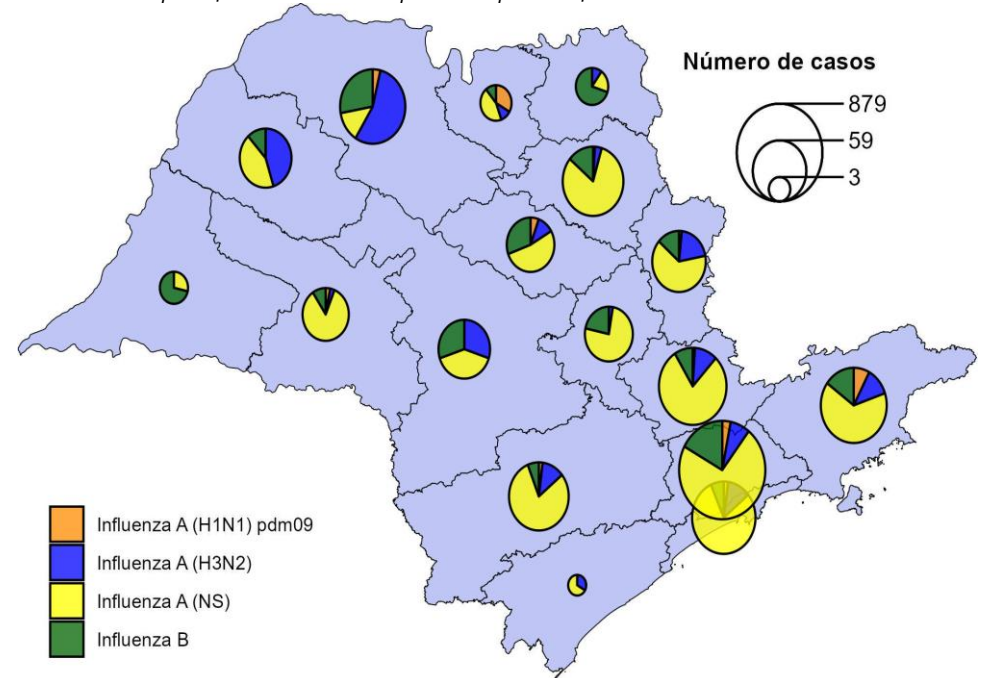 Número de casos
879
59
3
Influenza A (H1N1) pdm09
Influenza A (H3N2)
Influenza A (NS)
Influenza B